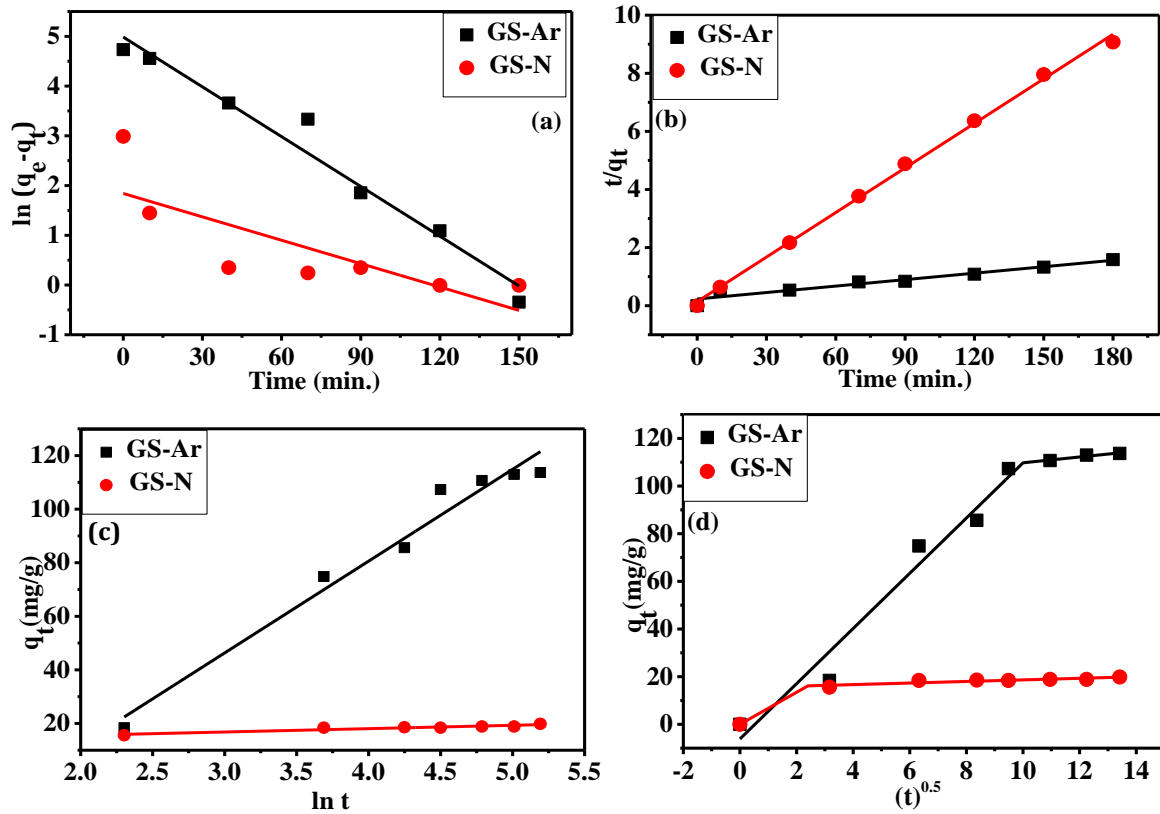 GS-Ar
GS-N
(a)
ln (qₑ-qₜ)
5
4
3
2
1
0
-1
0 30 60 90 120 150
Time (min.)
GS-Ar
GS-N
(b)
t/qt
10
8
6
4
2
0
0 30 60 90 120 150 180
Time (min.)
GS-Ar
GS-N
(c)
qₜ(mg/g)
120
100
80
60
40
20
2.0 2.5 3.0 3.5 4.0 4.5 5.0 5.5
ln t
GS-Ar
GS-N
(d)
qₜ(mg/g)
120
100
80
60
40
20
0
-2 0 2 4 6 8 10 12 14
(t)⁰·⁵